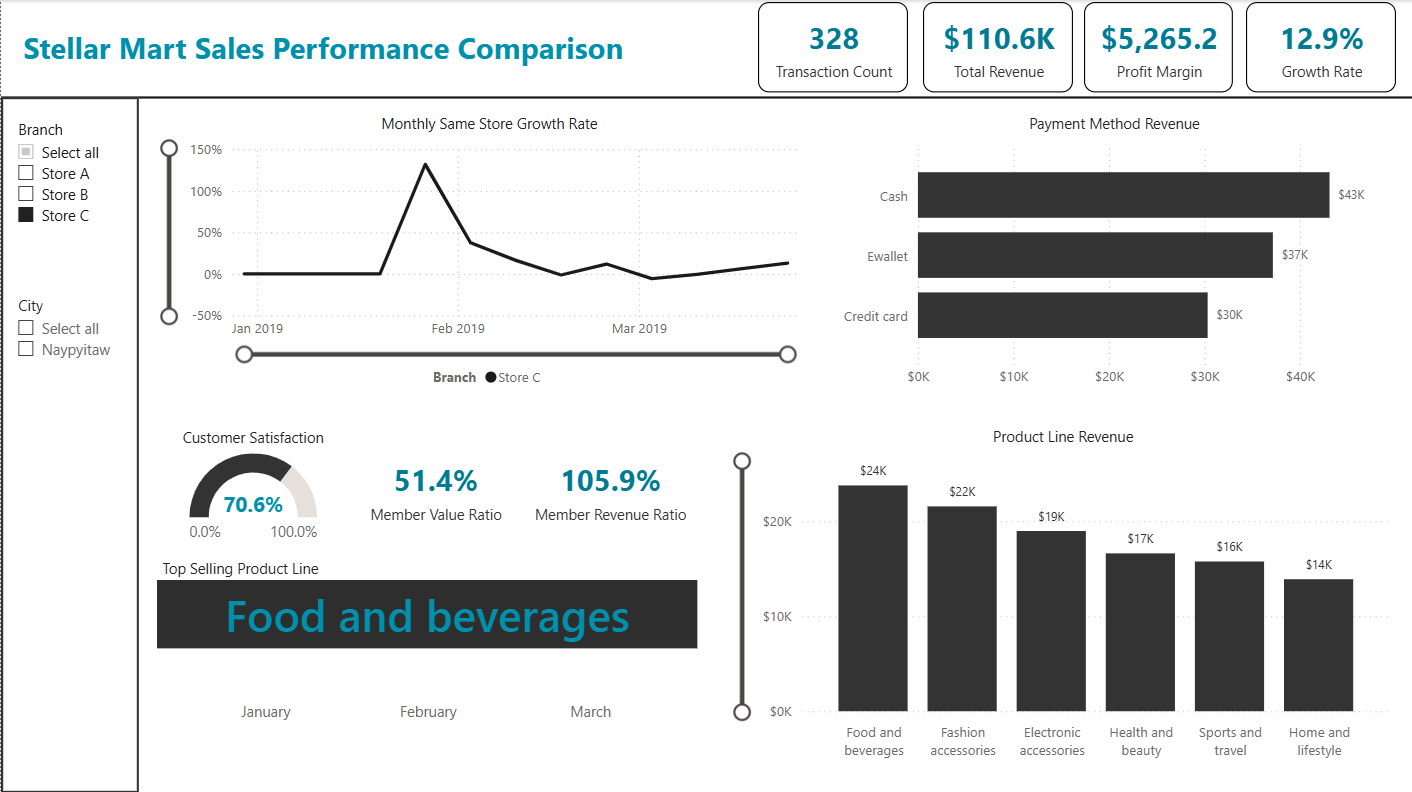 Stellar Mart Sales Performance Comparison
328
Transaction Count
$110.6K
Total Revenue
$5,265.2
Profit Margin
12.9%
Growth Rate
Branch
Select all
Store A
Store B
Store C
City
Select all
Naypyitaw
Monthly Same Store Growth Rate
150%
100%
50%
0%
-50%
Jan 2019
Feb 2019
Mar 2019
Branch Store C
Payment Method Revenue
Cash
$43K
Ewallet
$37K
Credit card
$30K
$0K
$10K
$20K
$30K
$40K
Customer Satisfaction
70.6%
0.0%
100.0%
51.4%
Member Value Ratio
105.9%
Member Revenue Ratio
Top Selling Product Line
Food and beverages
January
February
March
Product Line Revenue
$20K
$10K
$0K
$24K
$22K
$19K
$17K
$16K
$14K
Food and
beverages
Fashion
accessories
Electronic
accessories
Health and
beauty
Sports and
travel
Home and
lifestyle